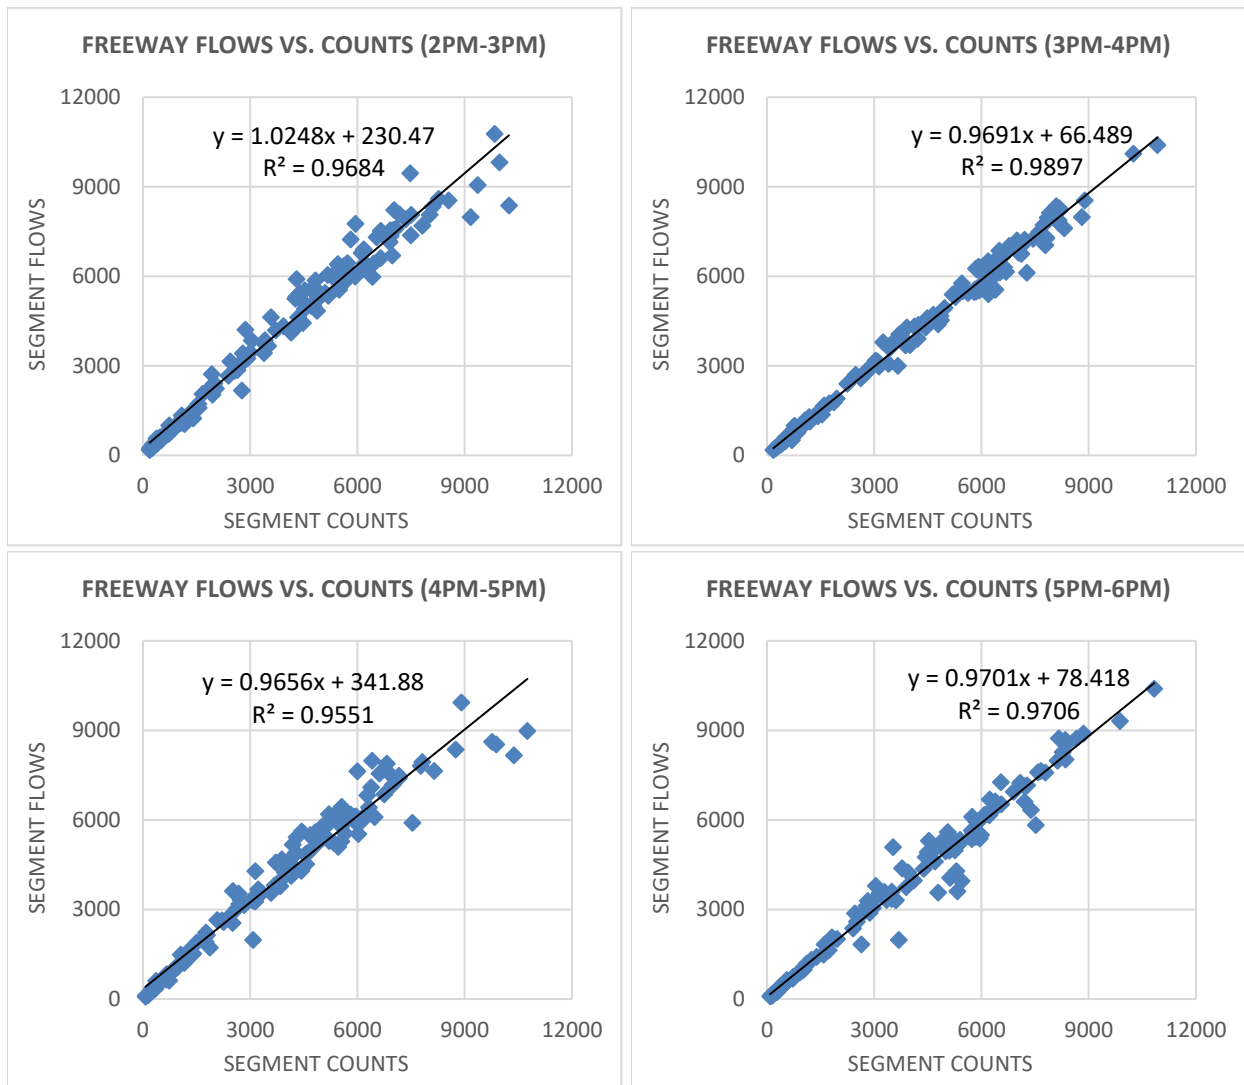 FREEWAY FLOWS VS. COUNTS (2PM-3PM)
12000
9000
6000
3000
0
SEGMENT FLOWS
y = 1.0248x + 230.47
R² = 0.9684
0 3000 6000 9000 12000
SEGMENT COUNTS
FREEWAY FLOWS VS. COUNTS (3PM-4PM)
12000
9000
6000
3000
0
SEGMENT FLOWS
y = 0.9691x + 66.489
R² = 0.9897
0 3000 6000 9000 12000
SEGMENT COUNTS
FREEWAY FLOWS VS. COUNTS (4PM-5PM)
12000
9000
6000
3000
0
SEGMENT FLOWS
y = 0.9656x + 341.88
R² = 0.9551
0 3000 6000 9000 12000
SEGMENT COUNTS
FREEWAY FLOWS VS. COUNTS (5PM-6PM)
12000
9000
6000
3000
0
SEGMENT FLOWS
y = 0.9701x + 78.418
R² = 0.9706
0 3000 6000 9000 12000
SEGMENT COUNTS